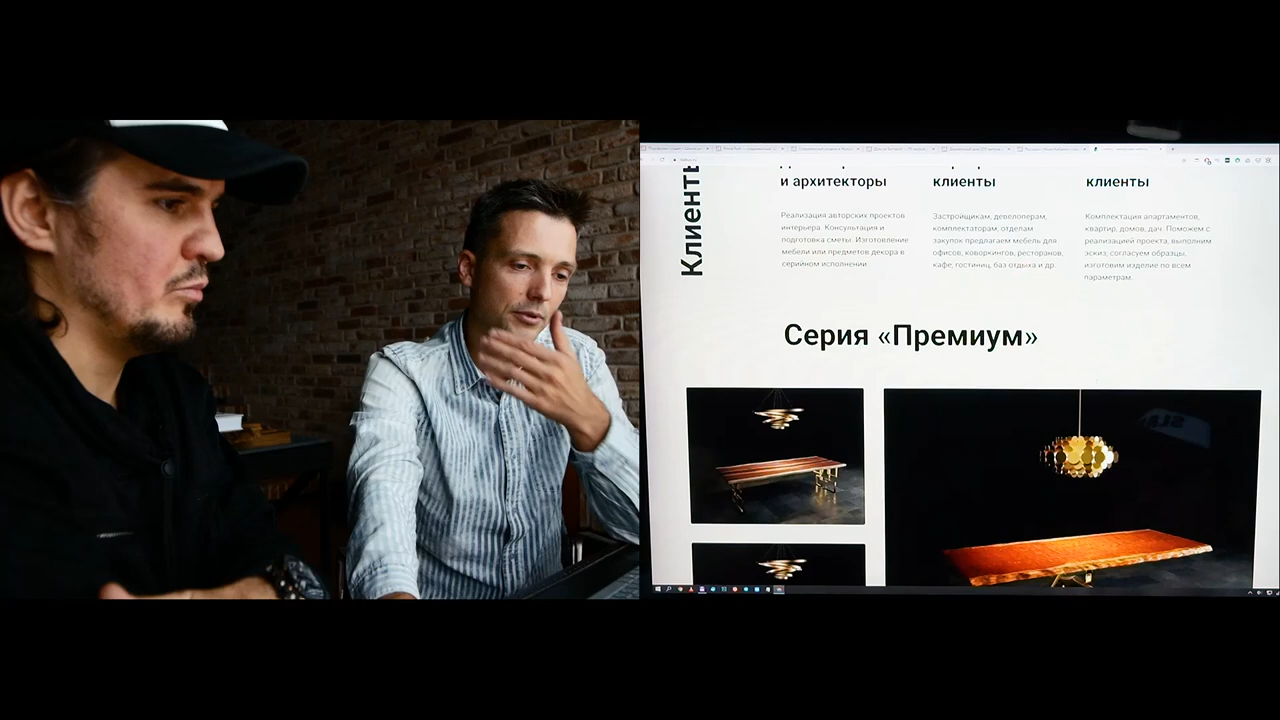 Клиенты
и архитекторы
Реализация авторских проектов
интерьера. Консультация и
подготовка сметы. Изготовление
мебели или предметов декора в
серийном исполнении.
клиенты
Застройщикам, девелоперам,
комплектаторам, отделам
закупок предлагаем мебель для
офисов, коворкингов, ресторанов,
кафе, гостиниц, баз отдыха и др.
клиенты
Комплектация апартаментов,
квартир, домов, дач. Поможем с
реализацией проекта, выполним
эскиз, согласуем образцы,
изготовим изделие по всем
параметрам.
Серия «Премиум»